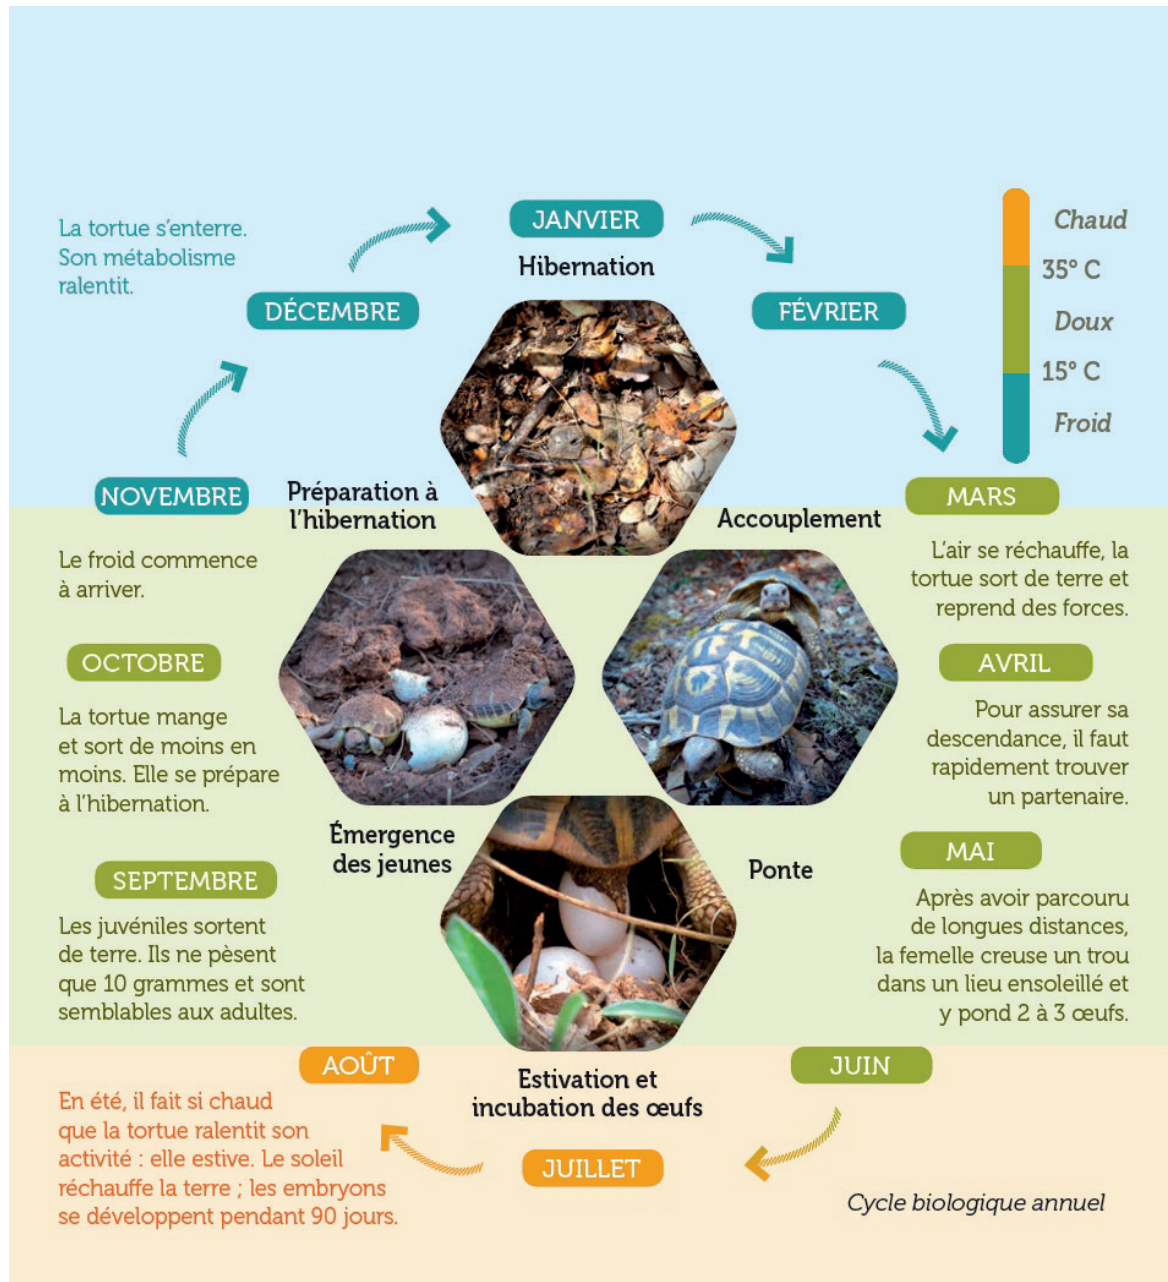 La tortue s'enterre.
Son métabolisme
ralentit.
JANVIER
Hibernation
DÉCEMBRE
FÉVRIER
Chaud
35° C
Doux
15° C
Froid
NOVEMBRE
Préparation à
l'hibernation
Accouplement
MARS
Le froid commence
à arriver.
L'air se réchauffe, la
tortue sort de terre et
reprend des forces.
OCTOBRE
AVRIL
La tortue mange
et sort de moins en
moins. Elle se prépare
à l'hibernation.
Pour assurer sa
descendance, il faut
rapidement trouver
un partenaire.
Émergence
des jeunes
Ponte
MAI
SEPTEMBRE
Les juvéniles sortent
de terre. Ils ne pèsent
que 10 grammes et sont
semblables aux adultes.
Après avoir parcouru
de longues distances,
la femelle creuse un trou
dans un lieu ensoleillé et
y pond 2 à 3 œufs.
AOÛT
Estivation et
incubation des œufs
JUIN
En été, il fait si chaud
que la tortue ralentit son
activité : elle estive. Le soleil
réchauffe la terre ; les embryons
se développent pendant 90 jours.
JUILLET
Cycle biologique annuel